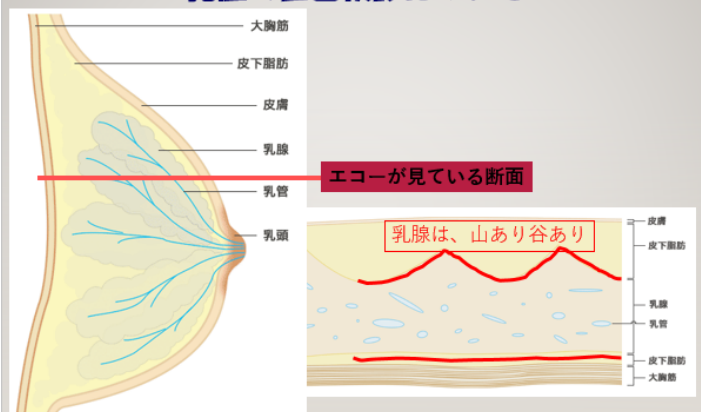 大胸筋
皮下脂肪
皮膚
乳腺
エコーが見ている断面
乳管
乳頭
乳腺は、山あり谷あり
皮膚
皮下脂肪
乳腺
乳管
皮下脂肪
大胸筋